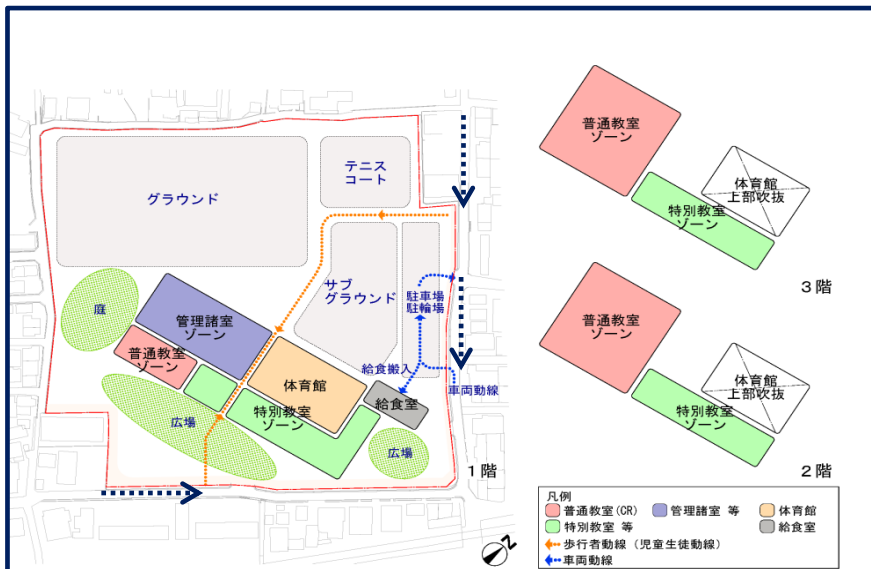 グラウンド
テニス
コート
サブ
グラウンド
駐車場
駐輪場
庭
管理諸室
ゾーン
普通教室
ゾーン
体育館
給食搬入
車両動線
給食室
特別教室
ゾーン
広場
広場
1階
普通教室
ゾーン
体育館
上部吹抜
特別教室
ゾーン
3階
普通教室
ゾーン
体育館
上部吹抜
特別教室
ゾーン
2階
凡例
普通教室(CR) 管理諸室 等 体育館
特別教室 等 給食室
歩行者動線(児童生徒動線)
車両動線
Z